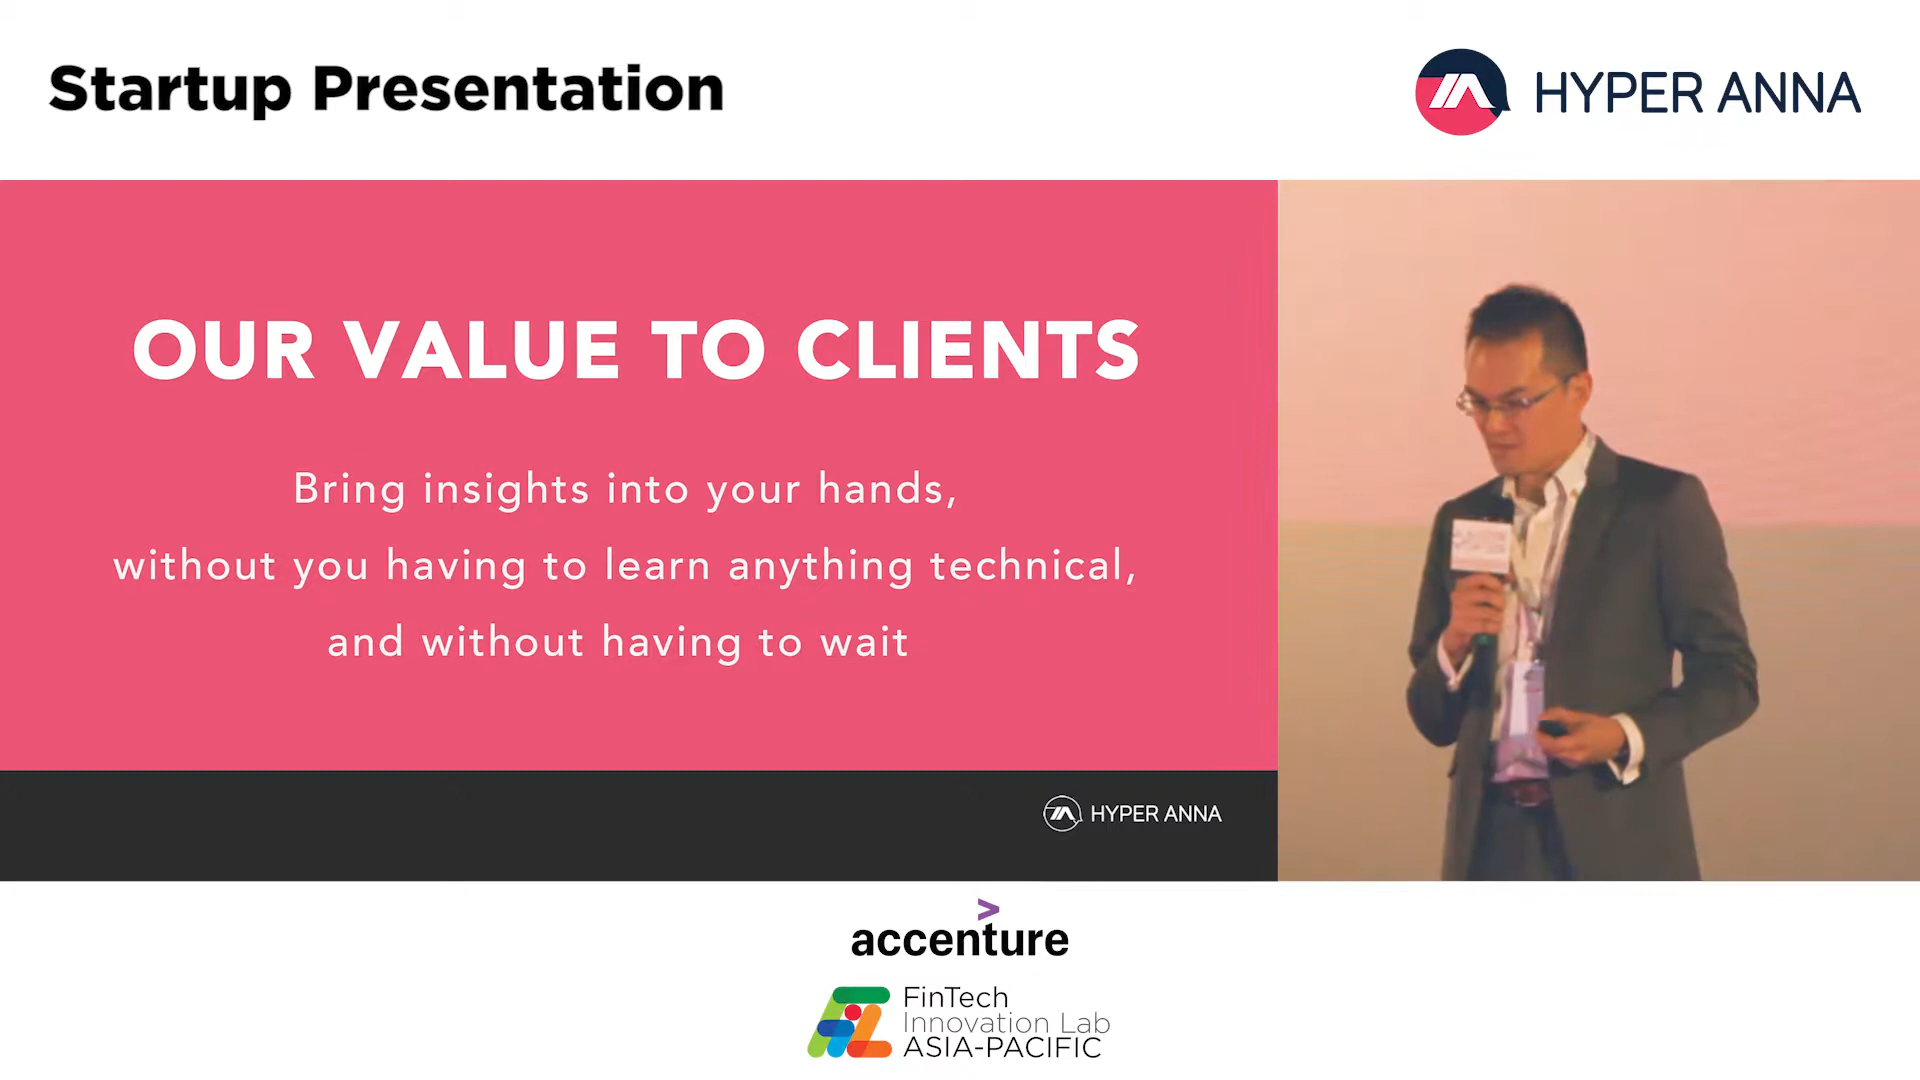 Startup Presentation
HYPER ANNA
OUR VALUE TO CLIENTS
Bring insights into your hands,
without you having to learn anything technical,
and without having to wait
HYPER ANNA
accenture
FinTech
Innovation Lab
ASIA-PACIFIC